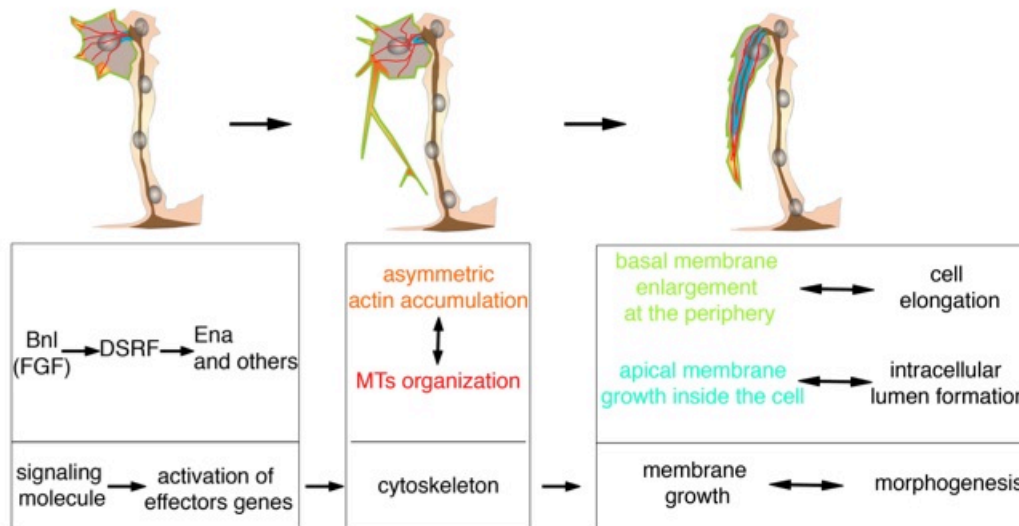 Bnl
(FGF)
DSRF
Ena
and others
signaling
molecule
activation of
effectors genes
asymmetric
actin accumulation
MTs organization
cytoskeleton
basal membrane
enlargement
at the periphery
cell
elongation
apical membrane
growth inside the cell
intracellular
lumen formation
membrane
growth
morphogenesis